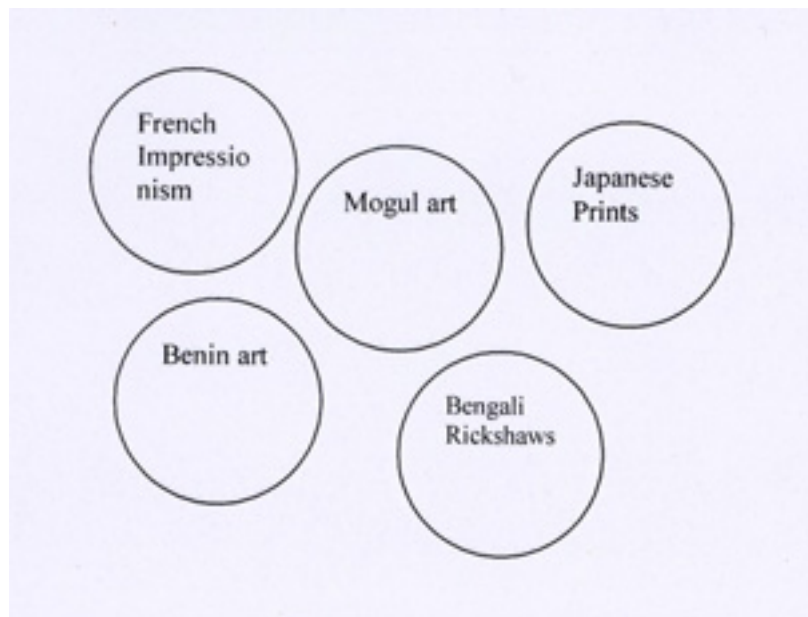 French
Impressio
nism
Mogul art
Japanese
Prints
Benin art
Bengali
Rickshaws